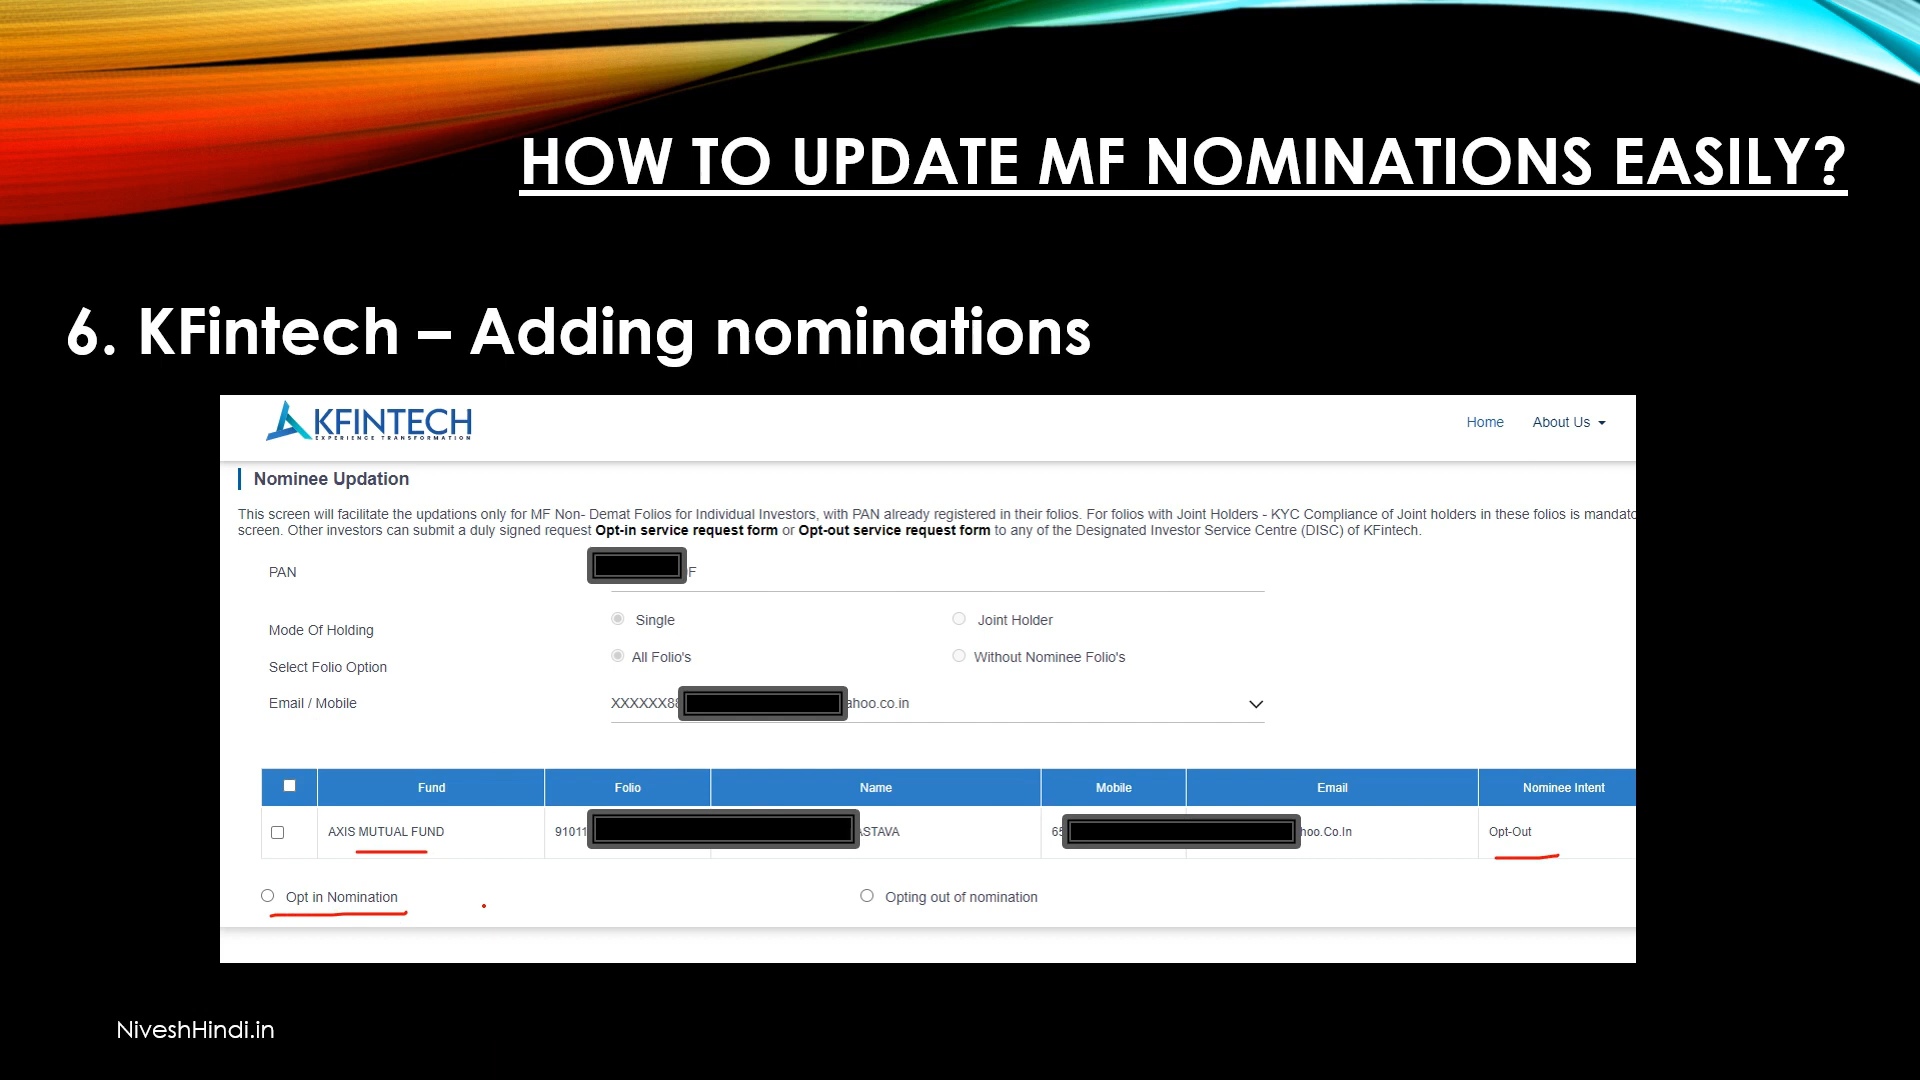 HOW TO UPDATE MF NOMINATIONS EASILY?
6. KFintech – Adding nominations
KFINTECH
EXPERIENCE TRANSFORMATION
Home About Us
Nominee Updation
This screen will facilitate the updations only for MF Non- Demat Folios for Individual Investors, with PAN already registered in their folios. For folios with Joint Holders - KYC Compliance of Joint holders in these folios is mandato
screen. Other investors can submit a duly signed request Opt-in service request form or Opt-out service request form to any of the Designated Investor Service Centre (DISC) of KFintech.
PAN F
Mode Of Holding Single Joint Holder
Select Folio Option All Folio's Without Nominee Folio's
Email / Mobile XXXXXX88 ahoo.co.in
Fund Folio Name Mobile Email Nominee Intent
AXIS MUTUAL FUND 91011 ASTAVA 65 hoo.Co.In Opt-Out
Opt in Nomination Opting out of nomination
NiveshHindi.in